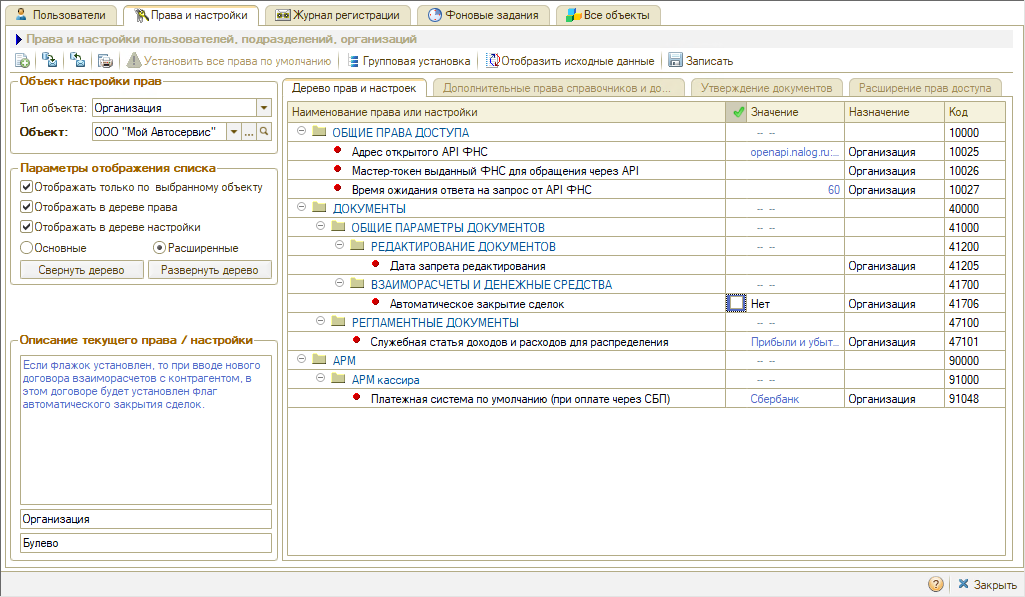 Пользователи Права и настройки Журнал регистрации Фоновые задания Все объекты
Права и настройки пользователей, подразделений, организаций
Установить все права по умолчанию Групповая установка Отобразить исходные данные Записать
Объект настройки прав
Тип объекта: Организация
Объект: ООО "Мой Автосервис" ...
Параметры отображения списка
Отображать только по выбранному объекту
Отображать в дереве права
Отображать в дереве настройки
Основные Расширенные
Свернуть дерево Развернуть дерево
Описание текущего права / настройки
Если флажок установлен, то при вводе нового
договора взаиморасчетов с контрагентом, в
этом договоре будет установлен флаг
автоматического закрытия сделок.
Организация
Булево
Дерево прав и настроек Дополнительные права справочников и до... Утверждение документов Расширение прав доступа
Наименование права или настройки Значение Назначение Код
ОБЩИЕ ПРАВА ДОСТУПА -- -- 10000
Адрес открытого API ФНС openapi.nalog.ru:... Организация 10025
Мастер-токен выданный ФНС для обращения через API Организация 10026
Время ожидания ответа на запрос от API ФНС 60 Организация 10027
ДОКУМЕНТЫ -- -- 40000
ОБЩИЕ ПАРАМЕТРЫ ДОКУМЕНТОВ -- -- 41000
РЕДАКТИРОВАНИЕ ДОКУМЕНТОВ -- -- 41200
Дата запрета редактирования Организация 41205
ВЗАИМОРАСЧЕТЫ И ДЕНЕЖНЫЕ СРЕДСТВА -- -- 41700
Автоматическое закрытие сделок Нет Организация 41706
РЕГЛАМЕНТНЫЕ ДОКУМЕНТЫ -- -- 47100
Служебная статья доходов и расходов для распределения Прибыли и убыт... Организация 47101
АРМ -- -- 90000
АРМ кассира -- -- 91000
Платежная система по умолчанию (при оплате через СБП) Сбербанк Организация 91048
? Закрыть